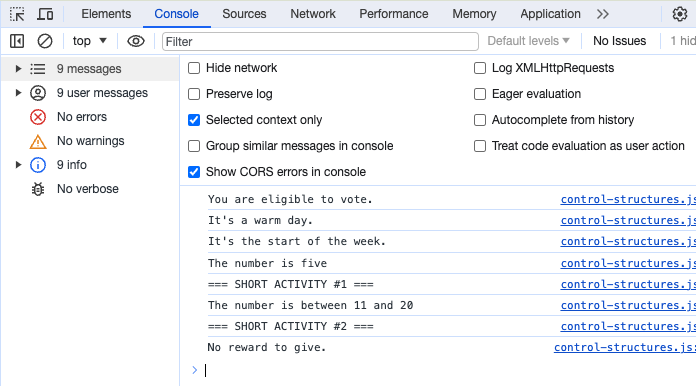 Elements Console Sources Network Performance Memory Application
top Filter Default levels No Issues 1 hid
9 messages
9 user messages
No errors
No warnings
9 info
No verbose
Hide network Log XMLHttpRequests
Preserve log Eager evaluation
Selected context only Autocomplete from history
Group similar messages in console Treat code evaluation as user action
Show CORS errors in console
You are eligible to vote. control-structures.js
It's a warm day. control-structures.js
It's the start of the week. control-structures.js
The number is five control-structures.js
=== SHORT ACTIVITY #1 === control-structures.js
The number is between 11 and 20 control-structures.js
=== SHORT ACTIVITY #2 === control-structures.js
No reward to give. control-structures.js: